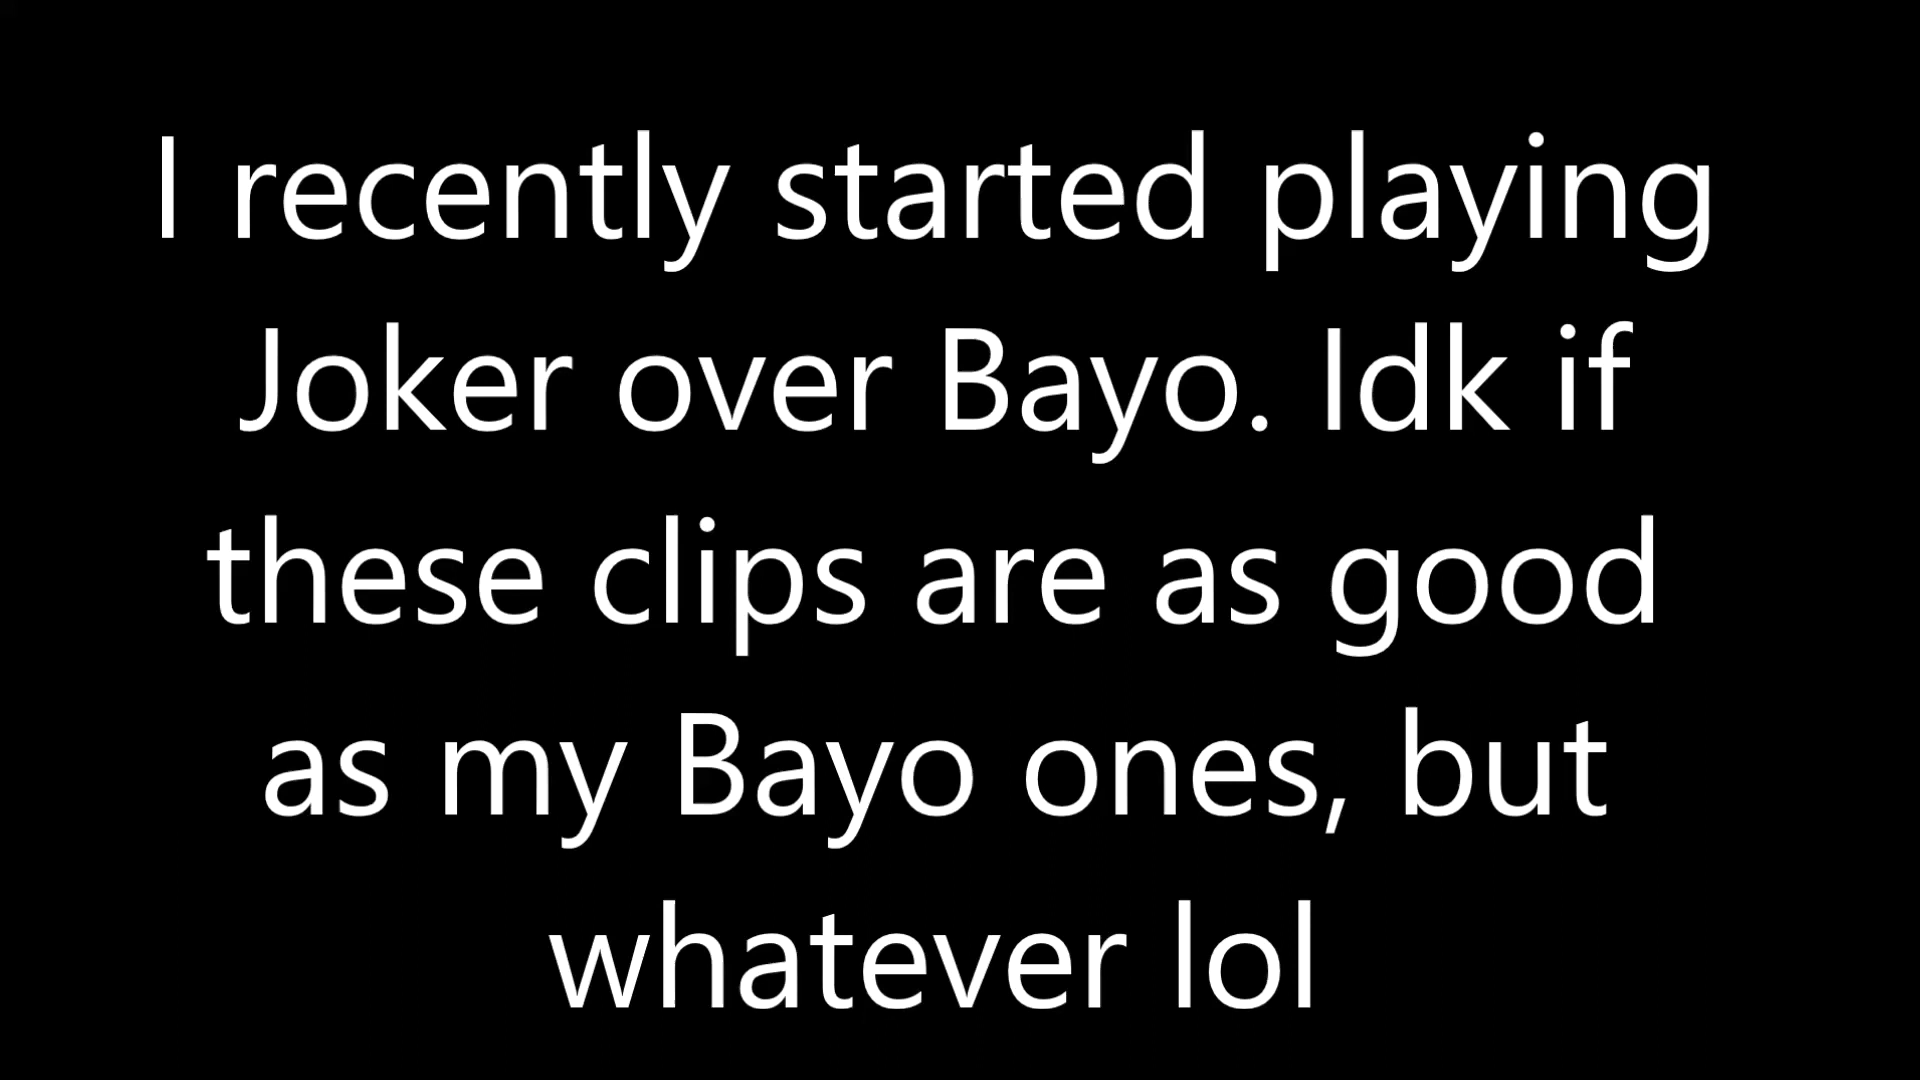 I recently started playing
Joker over Bayo. Idk if
these clips are as good
as my Bayo ones, but
whatever lol